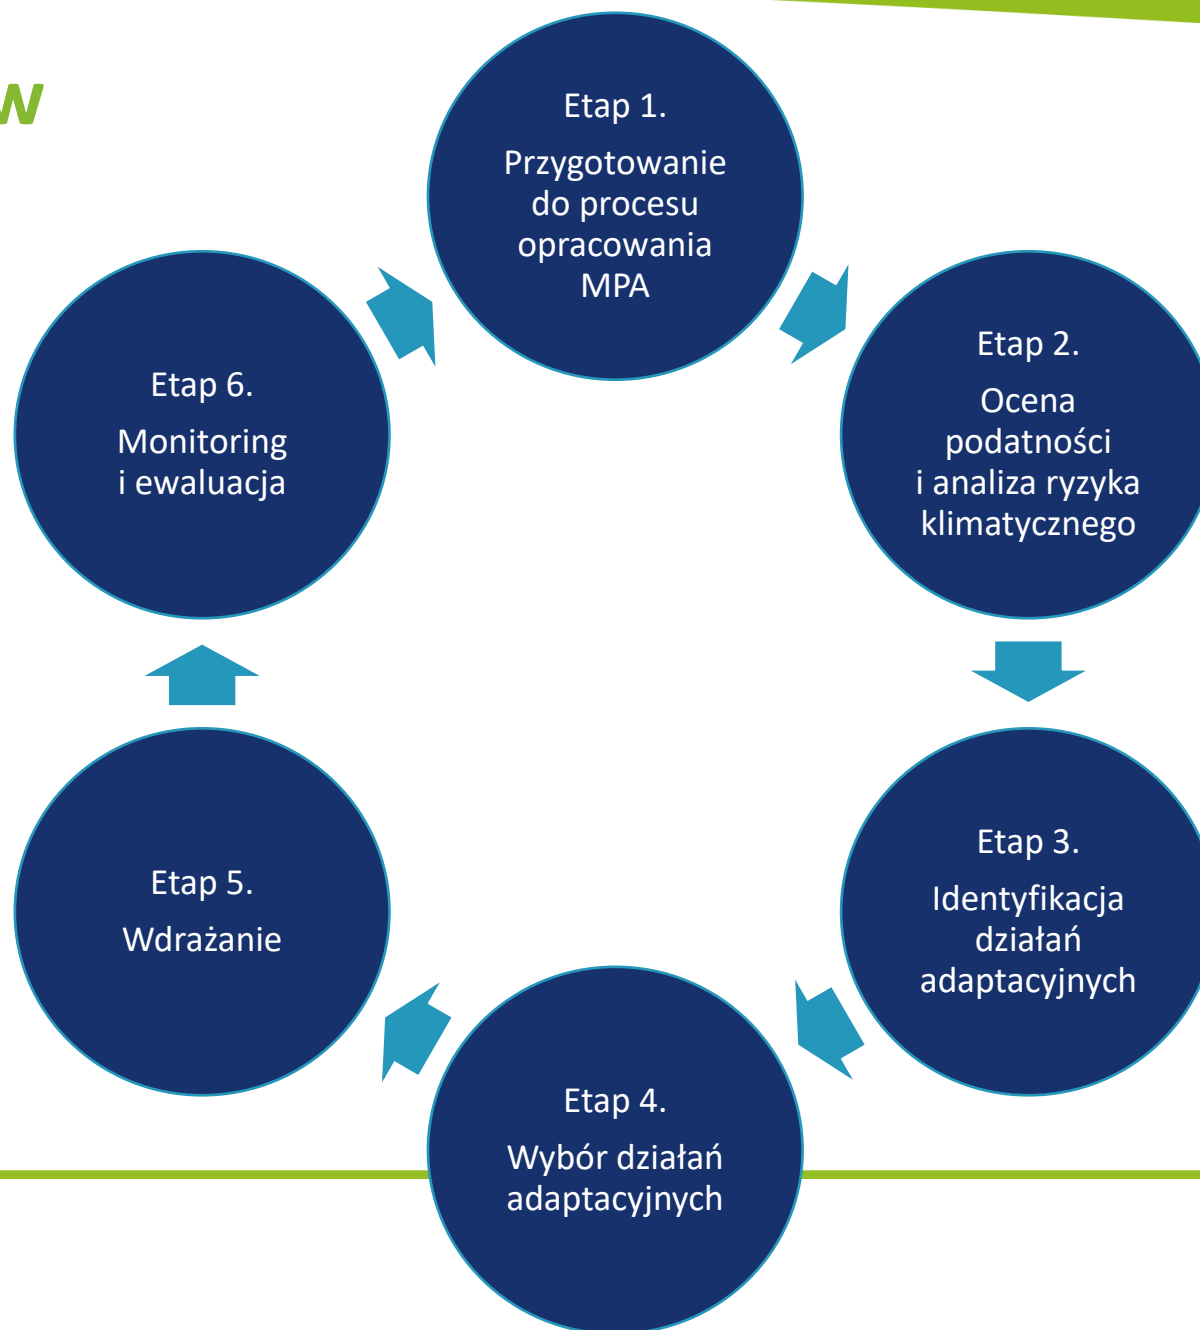 w
Etap 1.
Przygotowanie
do procesu
opracowania
MPA
Etap 2.
Ocena
podatności
i analiza ryzyka
klimatycznego
Etap 3.
Identyfikacja
działań
adaptacyjnych
Etap 4.
Wybór działań
adaptacyjnych
Etap 5.
Wdrażanie
Etap 6.
Monitoring
i ewaluacja